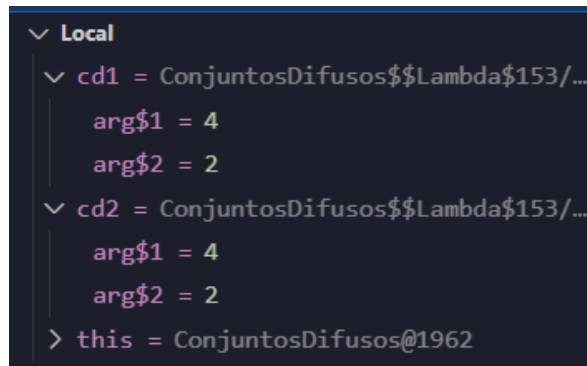 Local
cd1 = ConjuntosDifusos$$Lambda$153/…
arg$1 = 4
arg$2 = 2
cd2 = ConjuntosDifusos$$Lambda$153/…
arg$1 = 4
arg$2 = 2
this = ConjuntosDifusos@1962